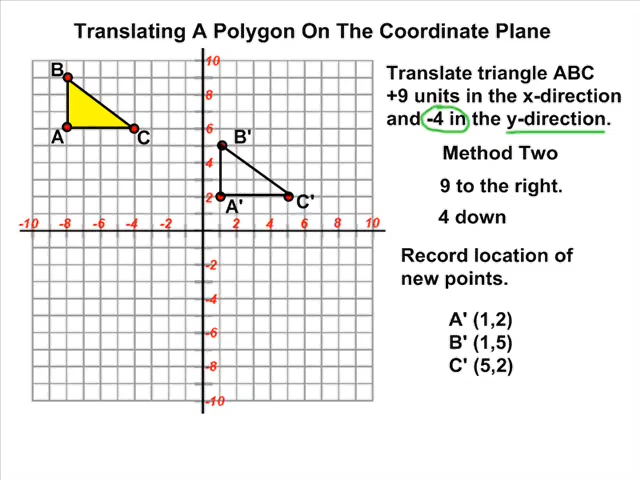 Translating A Polygon On The Coordinate Plane
Translate triangle ABC
+9 units in the x-direction
and -4 in the y-direction.
Method Two
9 to the right.
4 down
Record location of
new points.
A' (1,2)
B' (1,5)
C' (5,2)
B
A
C
B'
A'
C'
10
8
6
4
2
-10 -8 -6 -4 -2 2 4 6 8 10
-2
-4
-6
-8
-10